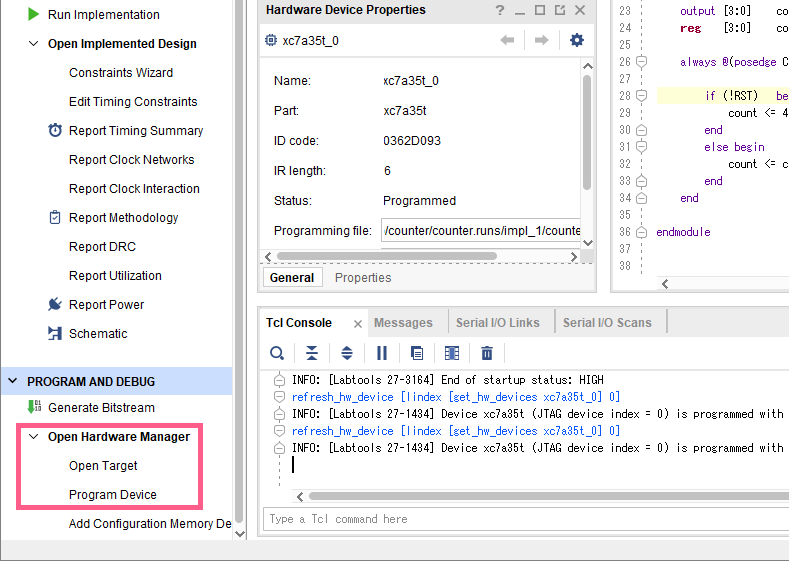 Run Implementation
Open Implemented Design
Constraints Wizard
Edit Timing Constraints
Report Timing Summary
Report Clock Networks
Report Clock Interaction
Report Methodology
Report DRC
Report Utilization
Report Power
Schematic
PROGRAM AND DEBUG
Generate Bitstream
Open Hardware Manager
Open Target
Program Device
Add Configuration Memory De
Hardware Device Properties
xc7a35t_0
Name: xc7a35t_0
Part: xc7a35t
ID code: 0362D093
IR length: 6
Status: Programmed
Programming file: /counter/counter.runs/impl_1/counte
General Properties
23 output [3:0] co
24 reg [3:0] co
25
26 always @(posedge C
27
28 if (!RST) be
29 count <= 4
30 end
31 else begin
32 count <= c
33 end
34 end
35
36 endmodule
37
38
Tcl Console Messages Serial I/O Links Serial I/O Scans
INFO: [Labtools 27-3164] End of startup status: HIGH
refresh_hw_device [lindex [get_hw_devices xc7a35t_0] 0]
INFO: [Labtools 27-1434] Device xc7a35t (JTAG device index = 0) is programmed with
refresh_hw_device [lindex [get_hw_devices xc7a35t_0] 0]
INFO: [Labtools 27-1434] Device xc7a35t (JTAG device index = 0) is programmed with
Type a Tcl command here